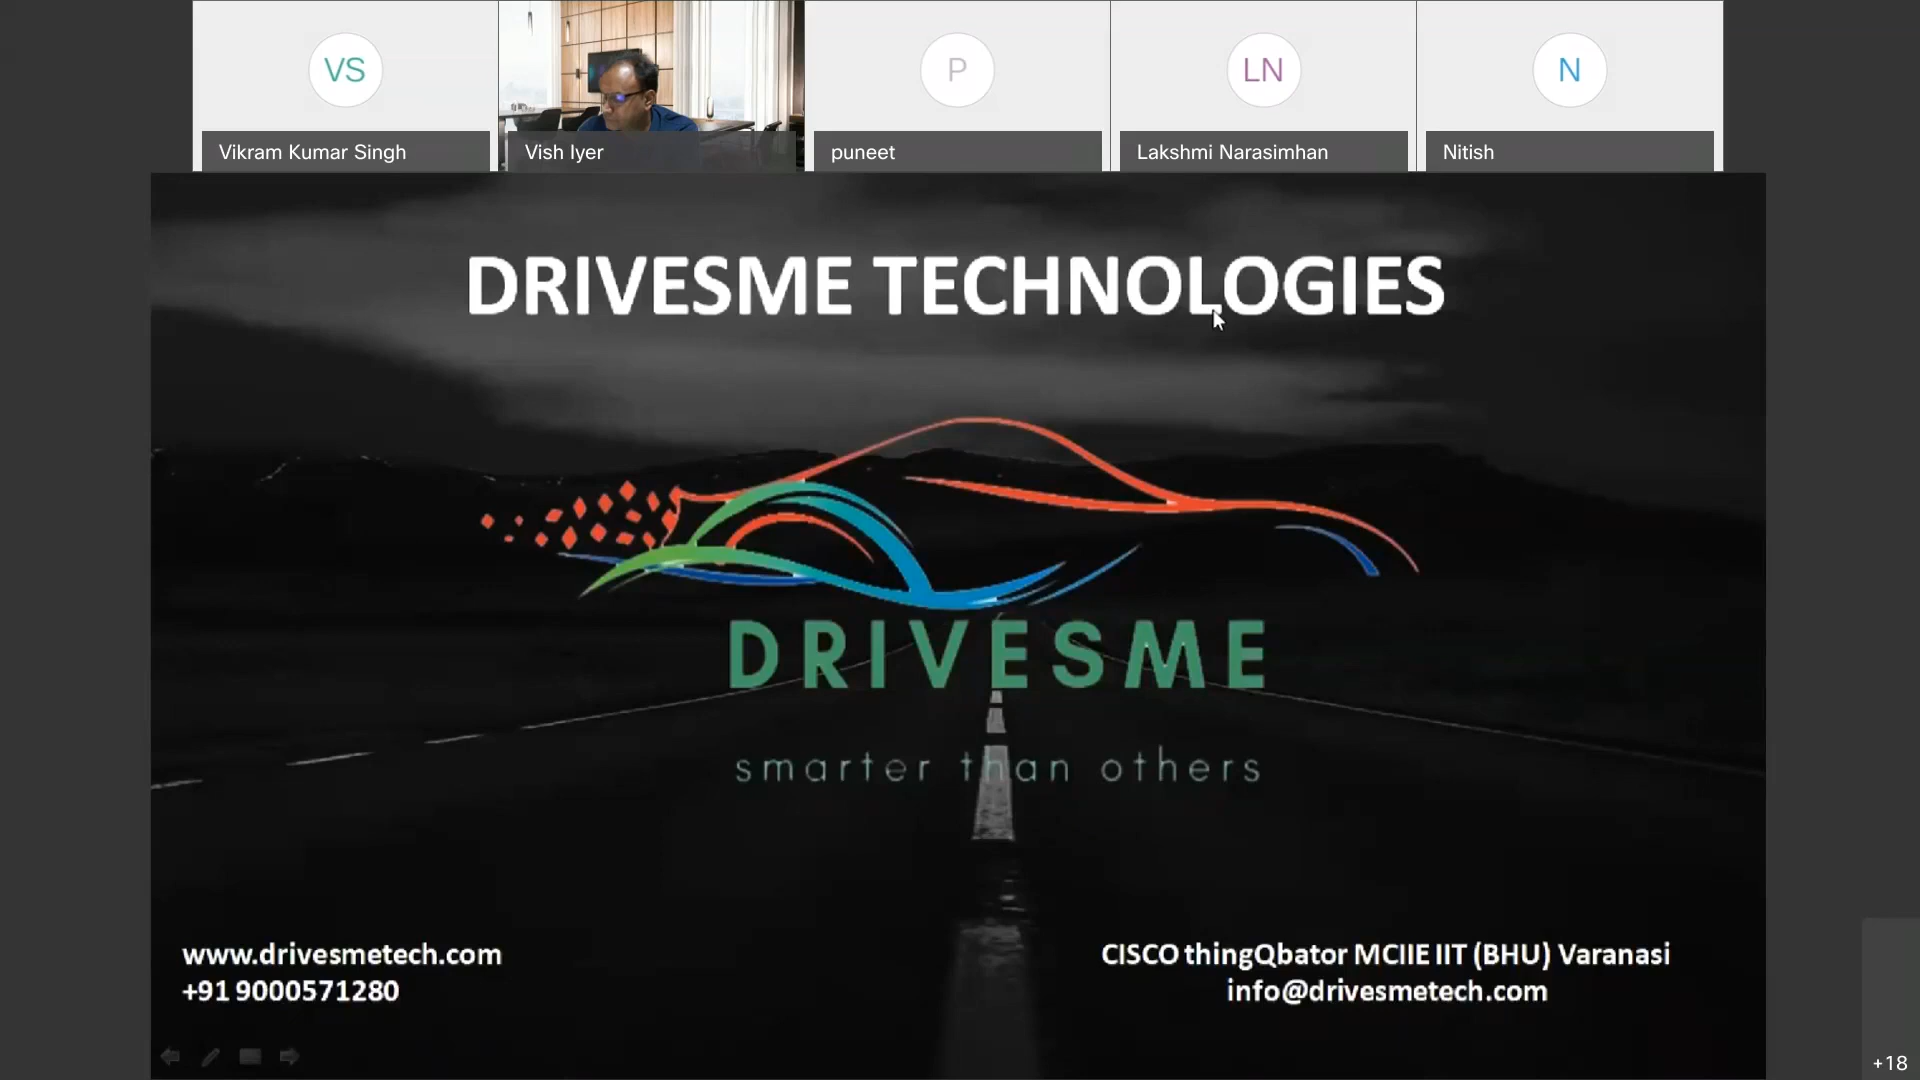 VS
P
LN
N
Vikram Kumar Singh
Vish Iyer
puneet
Lakshmi Narasimhan
Nitish
DRIVESME TECHNOLOGIES
DRIVESME
smarter than others
www.drivesmetech.com
+91 9000571280
CISCO thingQbator MCIIE IIT (BHU) Varanasi
info@drivesmetech.com
+18